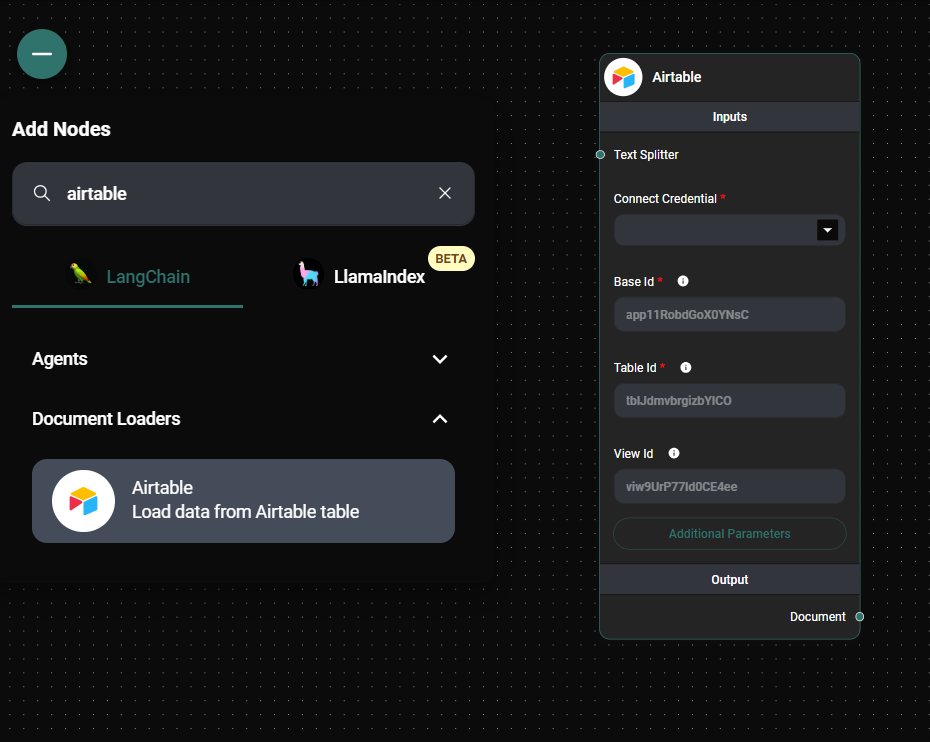 Add Nodes
airtable
LangChain
LlamaIndex
BETA
Agents
Document Loaders
Airtable
Load data from Airtable table
Airtable
Inputs
Text Splitter
Connect Credential *
Base Id *
app11RobdGoX0YNsC
Table Id *
tblJdmvbrgizbYICO
View Id
viw9UrP77Id0CE4ee
Additional Parameters
Output
Document